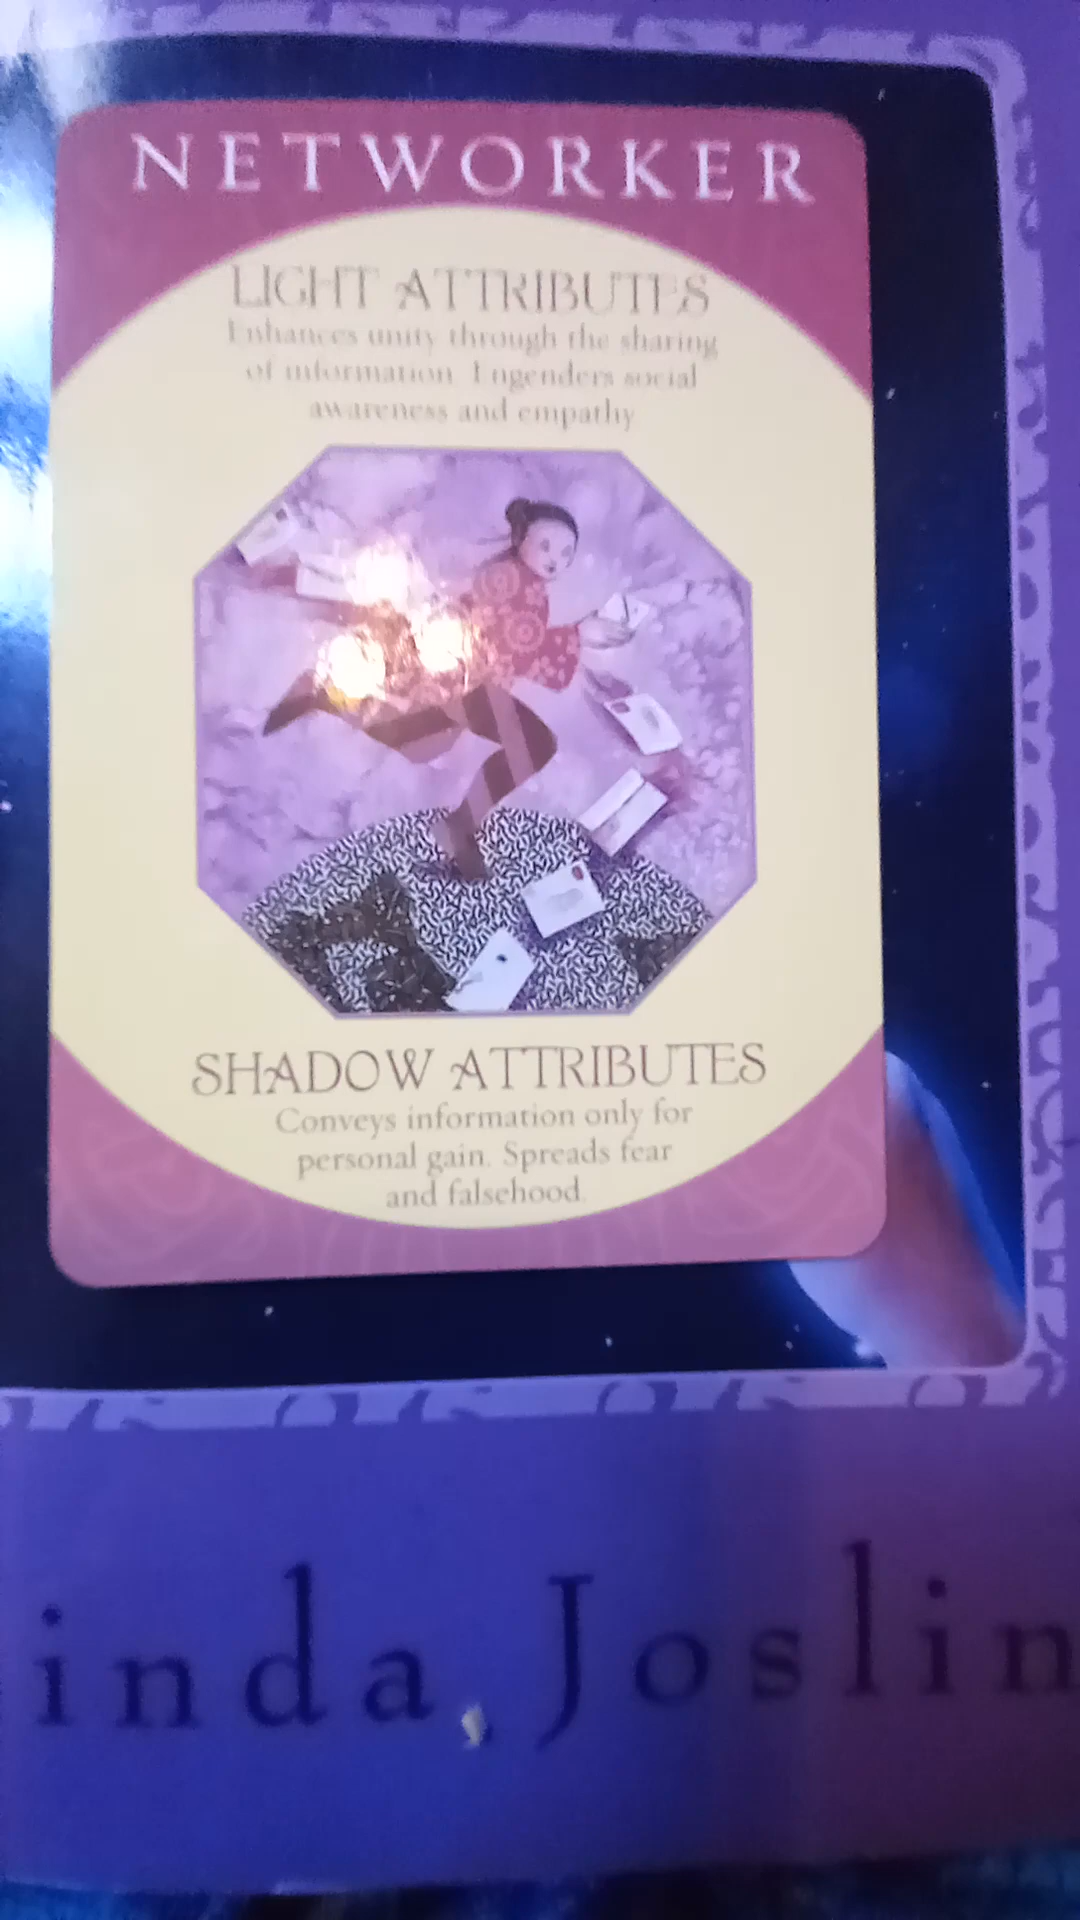 NETWORKER
LIGHT ATTRIBUTES
Enhances unity through the sharing
of information. Engenders social
awareness and empathy
SHADOW ATTRIBUTES
Conveys information only for
personal gain. Spreads fear
and falsehood.
inda Joslin